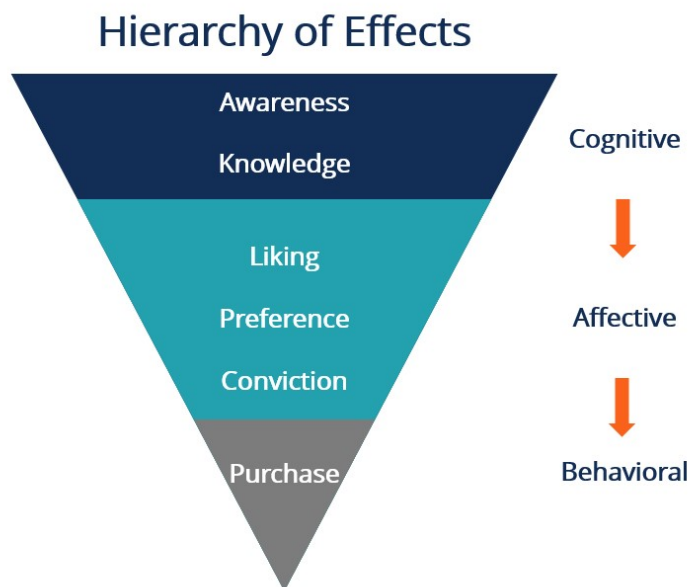 Hierarchy of Effects
Awareness
Knowledge
Cognitive
Liking
Preference
Conviction
Affective
Purchase
Behavioral